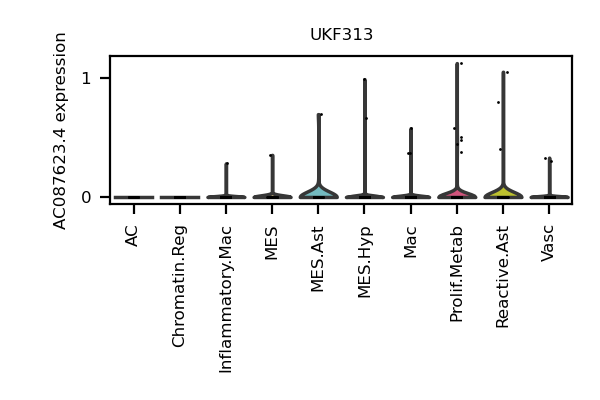 UKF313
AC087623.4 expression
1
0
AC
Chromatin.Reg
Inflammatory.Mac
MES
MES.Ast
MES.Hyp
Mac
Prolif.Metab
Reactive.Ast
Vasc